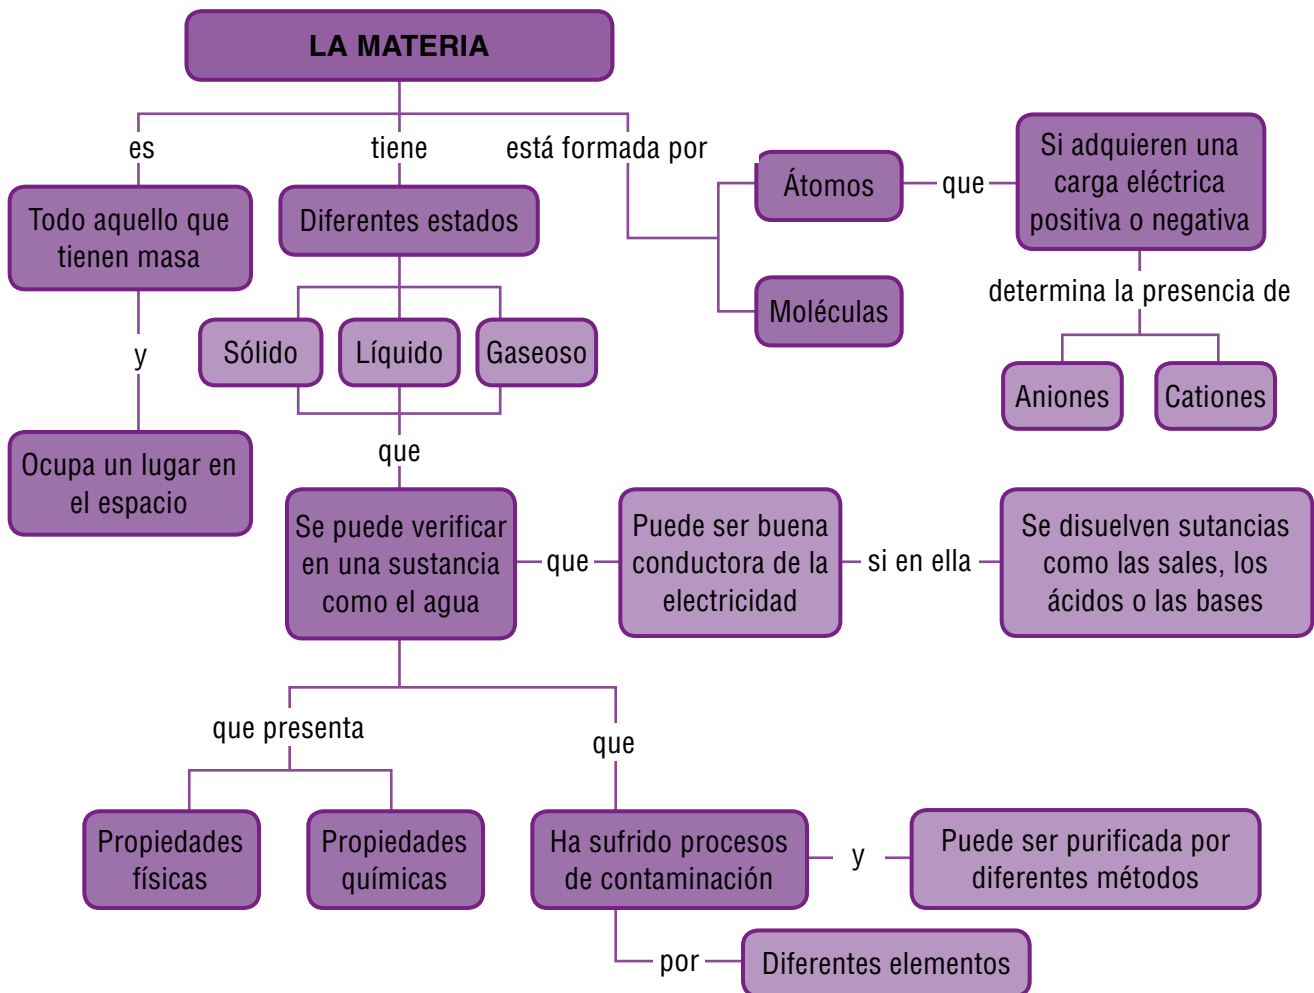 LA MATERIA
es
tiene
está formada por
Todo aquello que
tienen masa
y
Ocupa un lugar en
el espacio
Diferentes estados
Sólido
Líquido
Gaseoso
que
Átomos
Moléculas
que
Si adquieren una
carga eléctrica
positiva o negativa
determina la presencia de
Aniones
Cationes
Se puede verificar
en una sustancia
como el agua
que
Puede ser buena
conductora de la
electricidad
si en ella
Se disuelven sutancias
como las sales, los
ácidos o las bases
que presenta
Propiedades
físicas
Propiedades
químicas
que
Ha sufrido procesos
de contaminación
y
Puede ser purificada por
diferentes métodos
por
Diferentes elementos